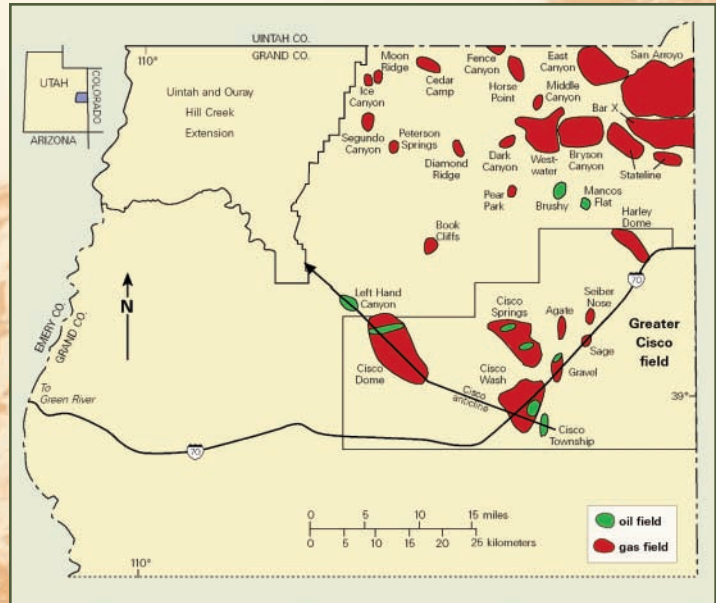 UINTAH CO.
GRAND CO.
110°
UTAH
COLORADO
ARIZONA
Uintah and Ouray
Hill Creek
Extension
Moon
Ridge
Ice
Canyon
Cedar
Camp
Fence
Canyon
Horse
Point
East
Canyon
San Arroyo
Middle
Canyon
Bar X
Segundo
Canyon
Peterson
Springs
Diamond
Ridge
Dark
Canyon
West-
water
Bryson
Canyon
Stateline
Pear
Park
Brushy
Mancos
Flat
Harley
Dome
Book
Cliffs
N
EMERY CO.
GRAND CO.
Left Hand
Canyon
Cisco
Springs
Agate
Seiber
Nose
70
Greater
Cisco
field
Cisco
Dome
Cisco
Wash
Sage
Gravel
Cisco
anticline
39°
To
Green River
70
Cisco
Township
0 5 10 15 miles
0 5 10 15 20 25 kilometers
oil field
gas field
110°